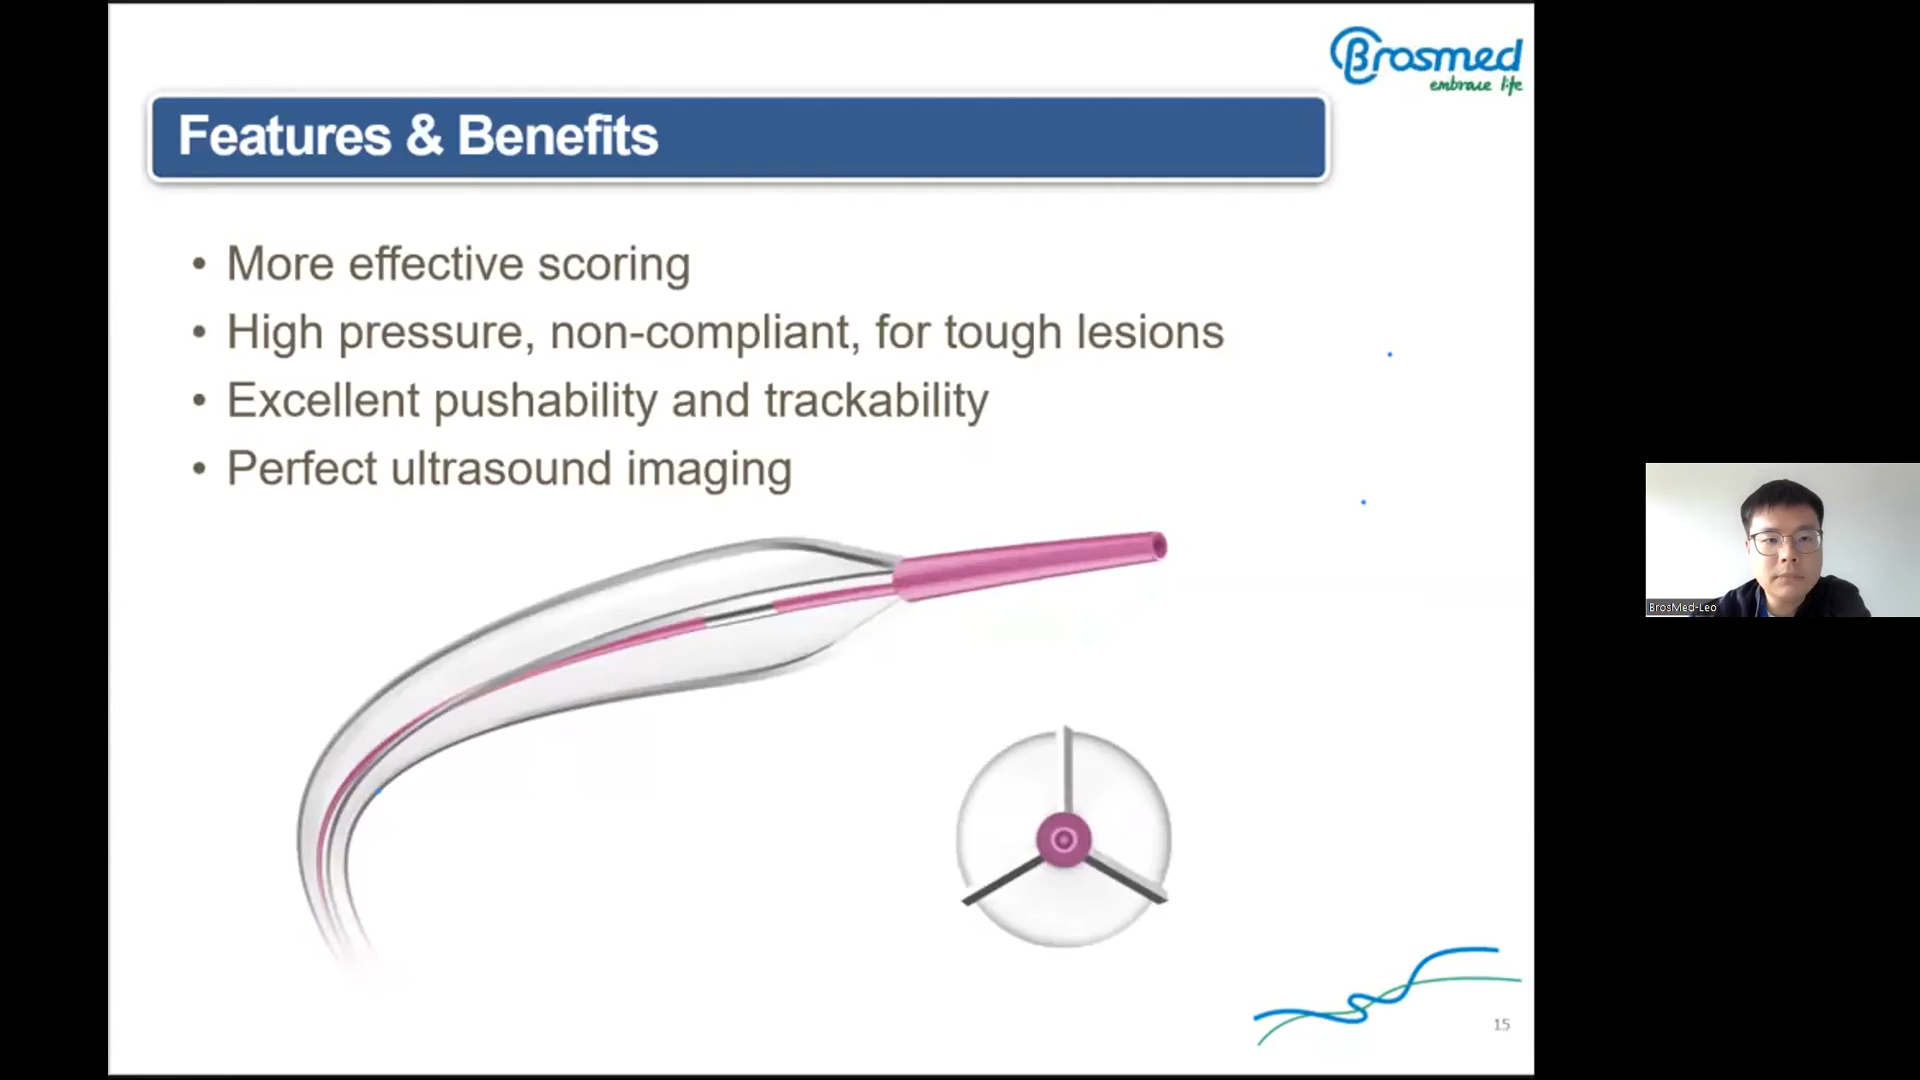 Brosmed
embrace life
Features & Benefits
• More effective scoring
• High pressure, non-compliant, for tough lesions
• Excellent pushability and trackability
• Perfect ultrasound imaging
BrosMed-Leo
15